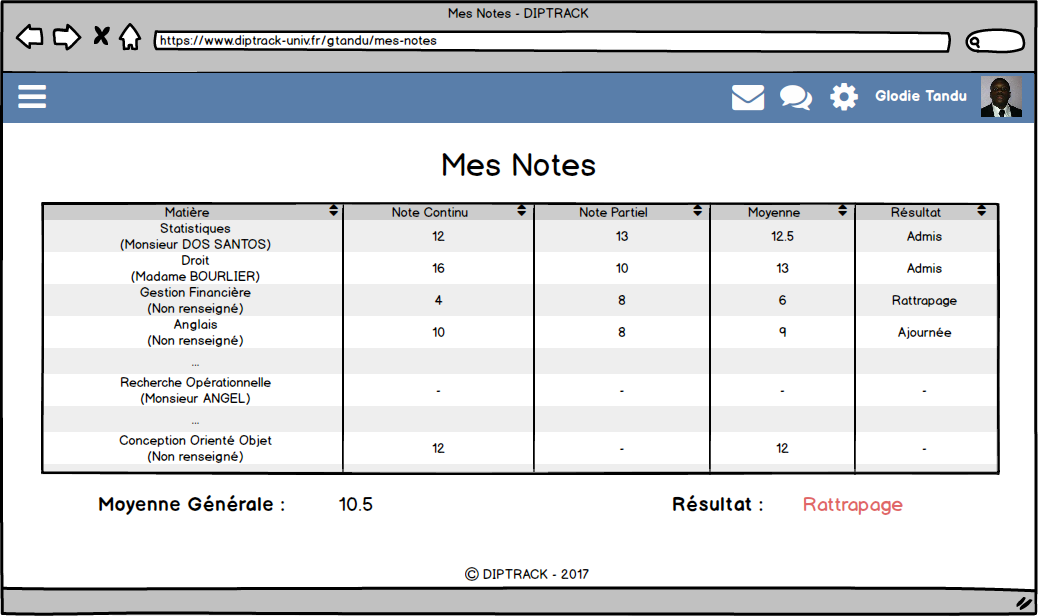 Mes Notes - DIPTRACK
https://www.diptrack-univ.fr/gtandu/mes-notes
Glodie Tandu
Mes Notes
Matière Note Continu Note Partiel Moyenne Résultat
Statistiques
(Monsieur DOS SANTOS) 12 13 12.5 Admis
Droit
(Madame BOURLIER) 16 10 13 Admis
Gestion Financière
(Non renseigné) 4 8 6 Rattrapage
Anglais
(Non renseigné) 10 8 9 Ajournée
...
Recherche Opérationnelle
(Monsieur ANGEL) - - - -
...
Conception Orienté Objet
(Non renseigné) 12 - 12 -
Moyenne Générale : 10.5 Résultat : Rattrapage
© DIPTRACK - 2017